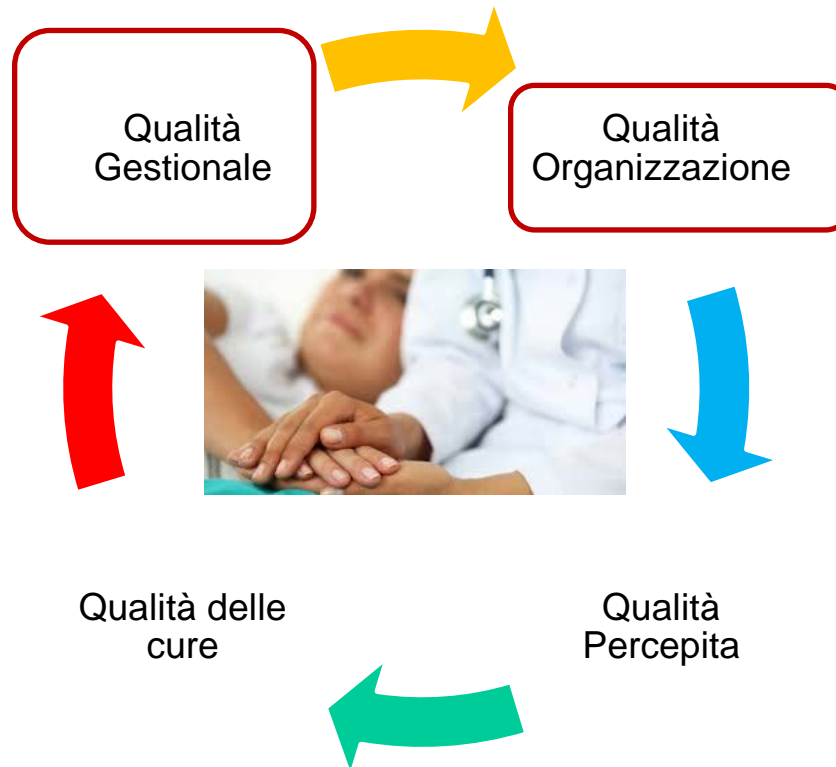 Qualità
Gestionale
Qualità
Organizzazione
Qualità delle
cure
Qualità
Percepita